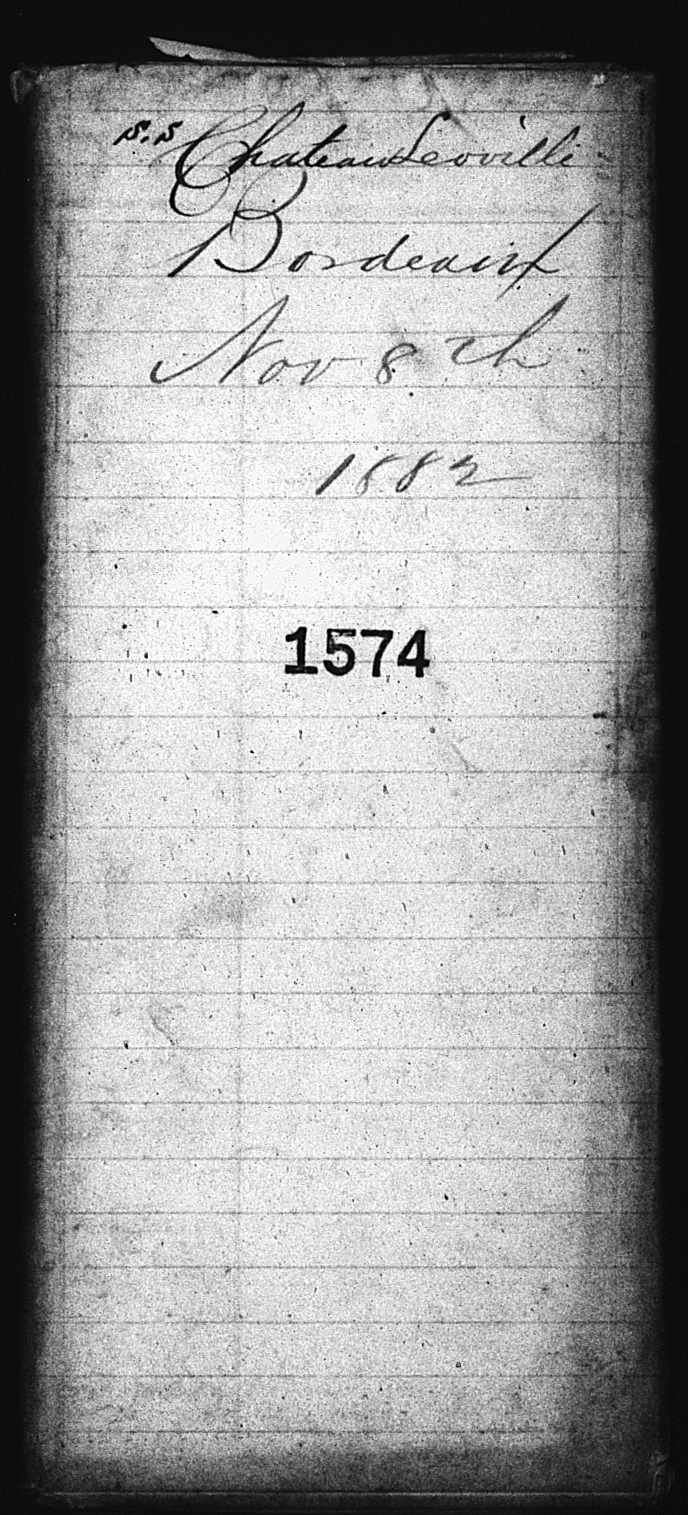 S.S Chateau Leoville
Bordeaux
Nov 8th
1882
1574